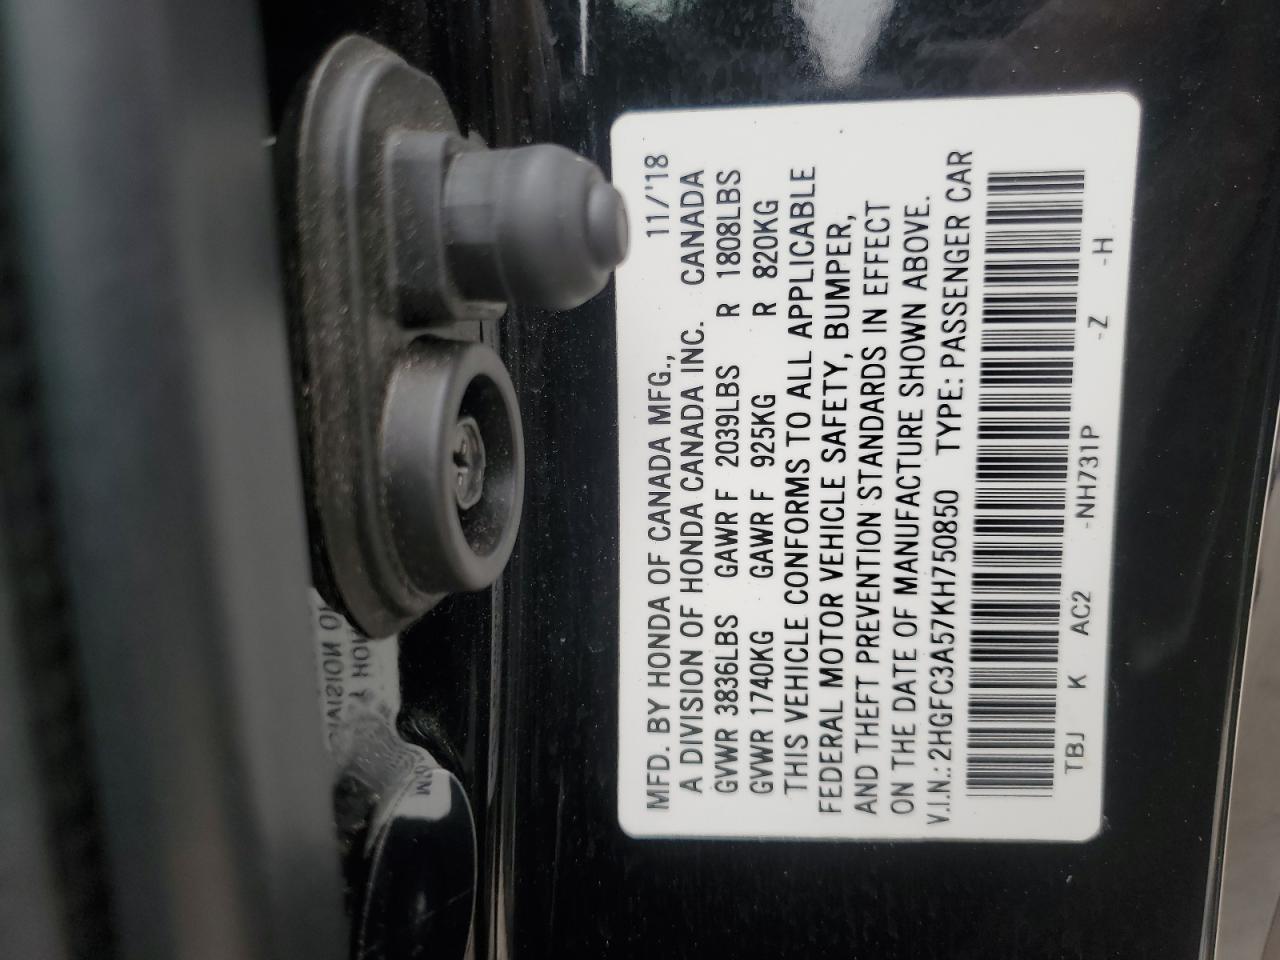 MFD. BY HONDA OF CANADA MFG., 11/'18
A DIVISION OF HONDA CANADA INC. CANADA
GVWR 3836LBS GAWR F 2039LBS R 1808LBS
GVWR 1740KG GAWR F 925KG R 820KG
THIS VEHICLE CONFORMS TO ALL APPLICABLE
FEDERAL MOTOR VEHICLE SAFETY, BUMPER,
AND THEFT PREVENTION STANDARDS IN EFFECT
ON THE DATE OF MANUFACTURE SHOWN ABOVE.
V.I.N.: 2HGFC3A57KH750850 TYPE: PASSENGER CAR
TBJ K AC2 -NH731P -Z -H